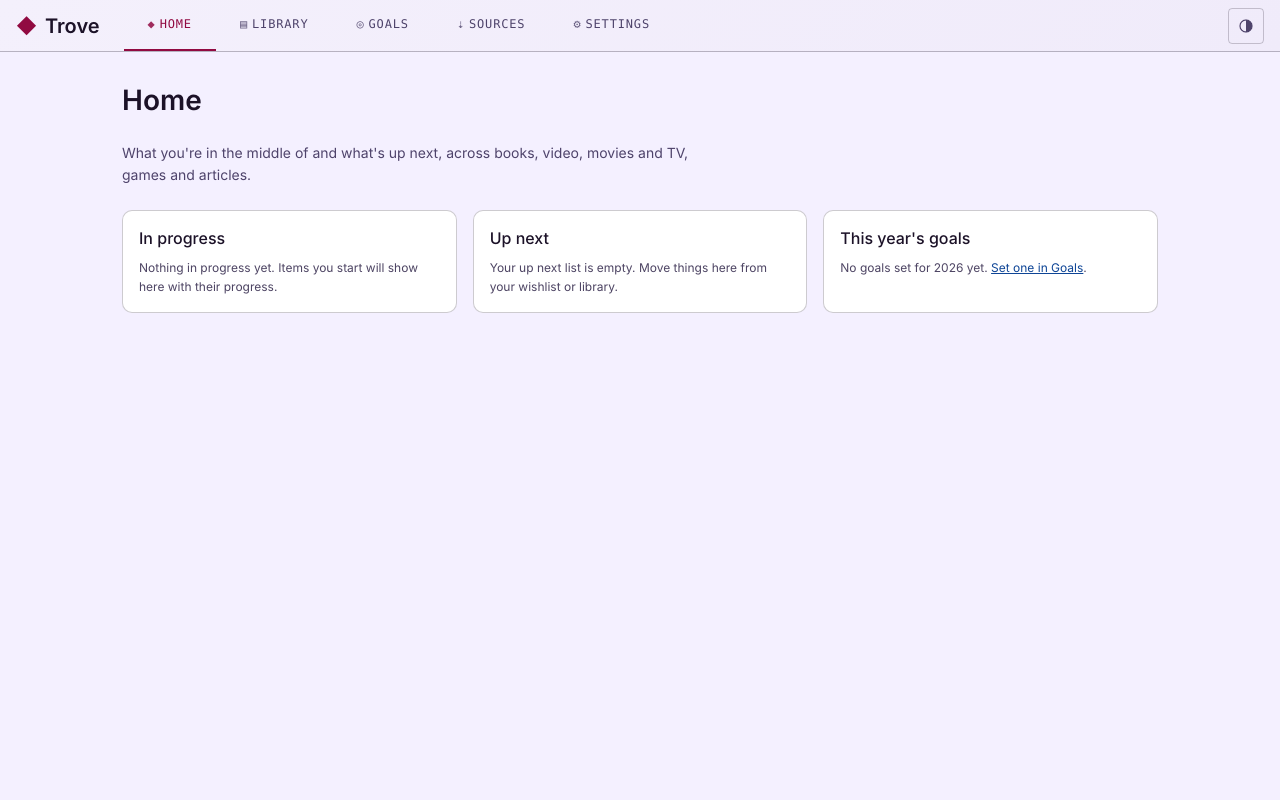 Trove
HOME
LIBRARY
GOALS
SOURCES
SETTINGS
Home
What you're in the middle of and what's up next, across books, video, movies and TV,
games and articles.
In progress
Nothing in progress yet. Items you start will show
here with their progress.
Up next
Your up next list is empty. Move things here from
your wishlist or library.
This year's goals
No goals set for 2026 yet. Set one in Goals.